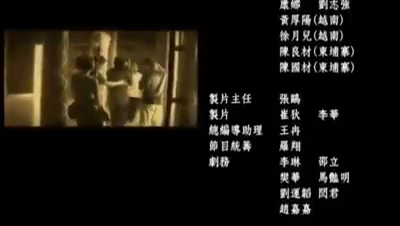 康娜 劉志強
黃厚陽(越南)
徐月兒(越南)
陳良材(柬埔寨)
陳國材(柬埔寨)
製片主任 張鷗
製片 崔狄 李華
總編導助理 王冉
節目統籌 羅翔
劇務 李琳 邵立
樊華 馬豔明
劉運韜 閃君
趙嘉嘉